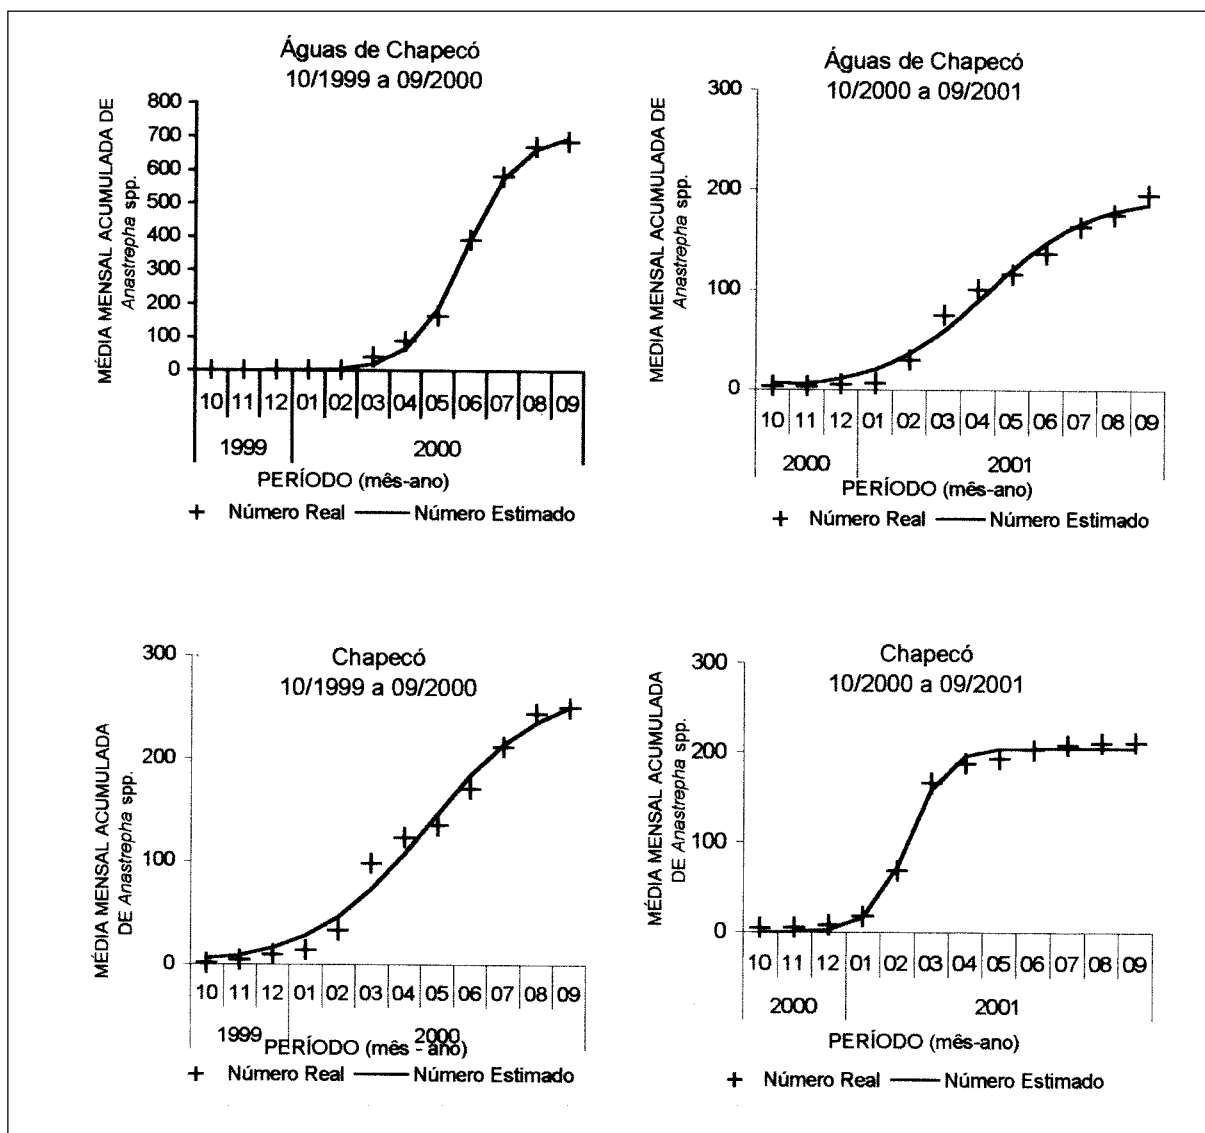 Águas de Chapecó
10/1999 a 09/2000
MÉDIA MENSAL ACUMULADA DE
Anastrepha spp.
800
700
600
500
400
300
200
100
0
10 11 12 01 02 03 04 05 06 07 08 09
1999 2000
PERÍODO (mês-ano)
Número Real Número Estimado
Águas de Chapecó
10/2000 a 09/2001
MÉDIA MENSAL ACUMULADA DE
Anastrepha spp.
300
200
100
0
10 11 12 01 02 03 04 05 06 07 08 09
2000 2001
PERÍODO (mês-ano)
Número Real Número Estimado
Chapecó
10/1999 a 09/2000
MÉDIA MENSAL ACUMULADA
DE Anastrepha spp.
300
200
100
0
10 11 12 01 02 03 04 05 06 07 08 09
1999 2000
PERÍODO (mês - ano)
Número Real Número Estimado
Chapecó
10/2000 a 09/2001
MÉDIA MENSAL ACUMULADA
DE Anastrepha spp.
300
200
100
0
10 11 12 01 02 03 04 05 06 07 08 09
2000 2001
PERÍODO (mês-ano)
Número Real Número Estimado